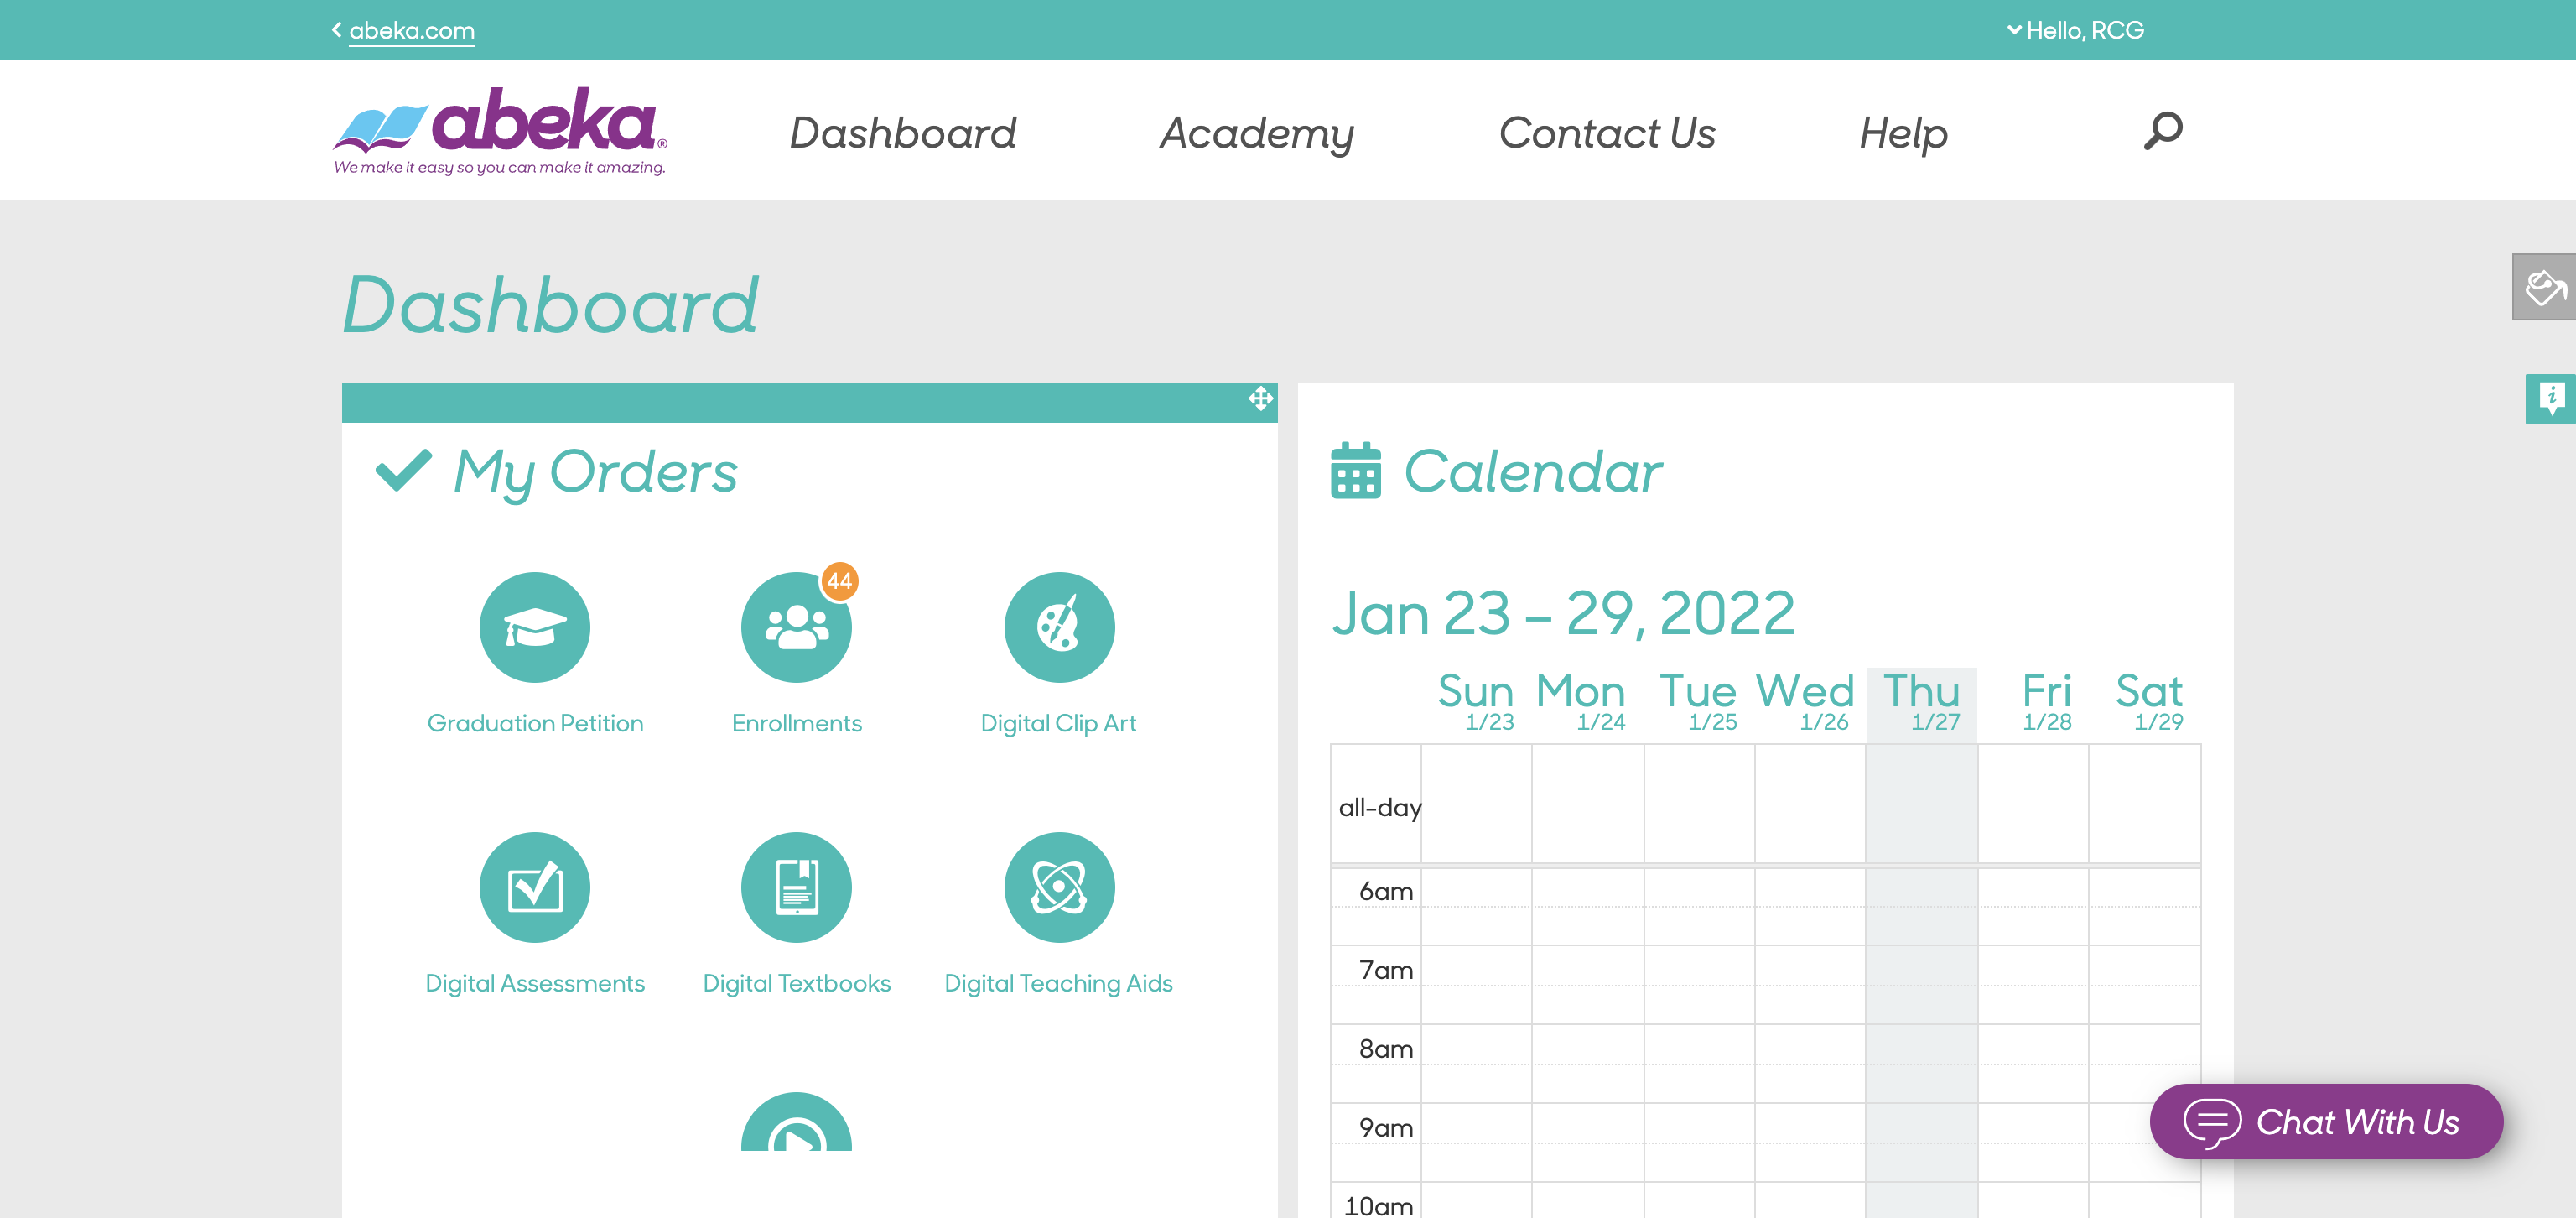 abeka.com
Hello, RCG
abeka®
We make it easy so you can make it amazing.
Dashboard
Academy
Contact Us
Help
Dashboard
My Orders
44
Graduation Petition
Enrollments
Digital Clip Art
Digital Assessments
Digital Textbooks
Digital Teaching Aids
Calendar
Jan 23 – 29, 2022
Sun Mon Tue Wed Thu Fri Sat
1/23 1/24 1/25 1/26 1/27 1/28 1/29
all-day
6am
7am
8am
9am
10am
Chat With Us